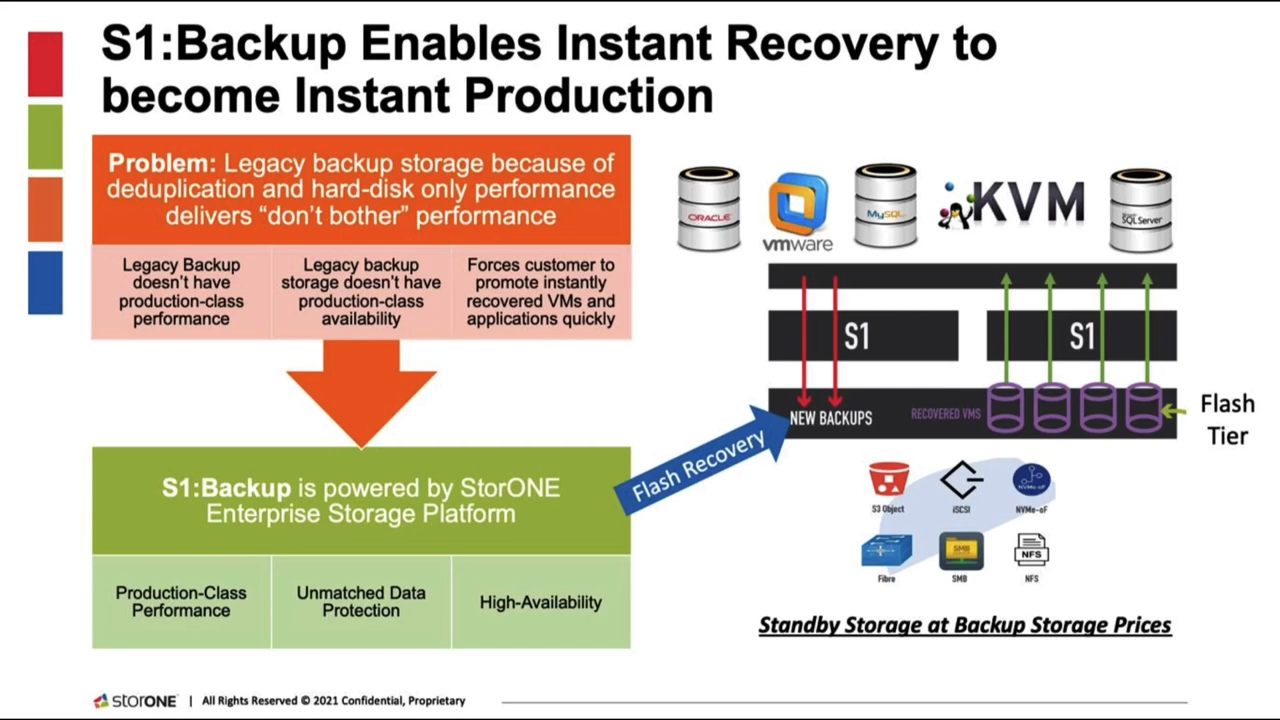 S1:Backup Enables Instant Recovery to
become Instant Production
Problem: Legacy backup storage because of
deduplication and hard-disk only performance
delivers “don’t bother” performance
Legacy Backup
doesn’t have
production-class
performance
Legacy backup
storage doesn’t have
production-class
availability
Forces customer to
promote instantly
recovered VMs and
applications quickly
S1:Backup is powered by StorONE
Enterprise Storage Platform
Production-Class
Performance
Unmatched Data
Protection
High-Availability
Flash Recovery
ORACLE
vmware
MySQL
KVM
SQL Server
S1
S1
NEW BACKUPS
RECOVERED VMS
Flash
Tier
S3 Object
iSCSI
NVMe-oF
NVMe-oF
Fibre
SMB
SMB
NFS
NFS
Standby Storage at Backup Storage Prices
storONE | All Rights Reserved © 2021 Confidential, Proprietary